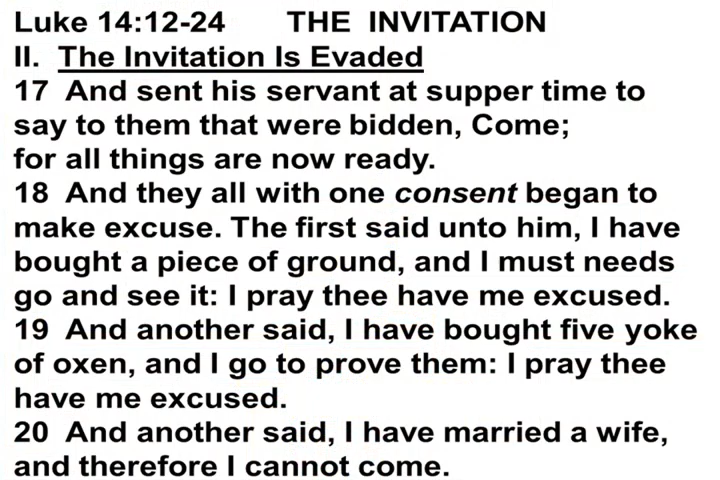 Luke 14:12-24 THE INVITATION
II. The Invitation Is Evaded
17 And sent his servant at supper time to
say to them that were bidden, Come;
for all things are now ready.
18 And they all with one consent began to
make excuse. The first said unto him, I have
bought a piece of ground, and I must needs
go and see it: I pray thee have me excused.
19 And another said, I have bought five yoke
of oxen, and I go to prove them: I pray thee
have me excused.
20 And another said, I have married a wife,
and therefore I cannot come.